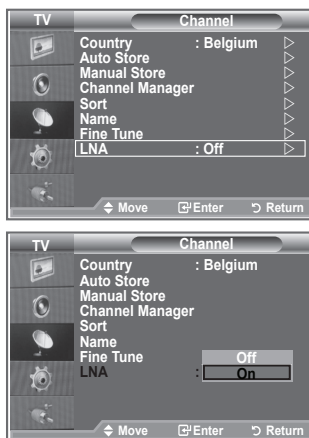 TV Channel
Country : Belgium
Auto Store
Manual Store
Channel Manager
Sort
Name
Fine Tune
LNA : Off
Move Enter Return
TV Channel
Country : Belgium
Auto Store
Manual Store
Channel Manager
Sort
Name
Fine Tune Off
LNA : On
Move Enter Return